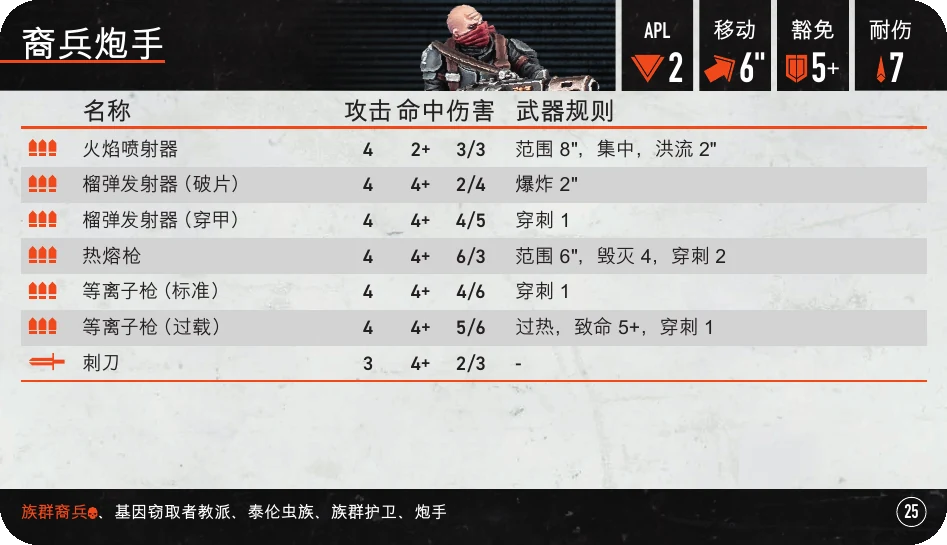 裔兵炮手
APL 移动 豁免 耐伤
2 6" 5+ 7
名称 攻击 命中 伤害 武器规则
火焰喷射器 4 2+ 3/3 范围 8"，集中，洪流 2"
榴弹发射器（破片） 4 4+ 2/4 爆炸 2"
榴弹发射器（穿甲） 4 4+ 4/5 穿刺 1
热熔枪 4 4+ 6/3 范围 6"，毁灭 4，穿刺 2
等离子枪（标准） 4 4+ 4/6 穿刺 1
等离子枪（过载） 4 4+ 5/6 过热，致命 5+，穿刺 1
刺刀 3 4+ 2/3 -
族群裔兵、基因窃取者教派、泰伦虫族、族群护卫、炮手
25